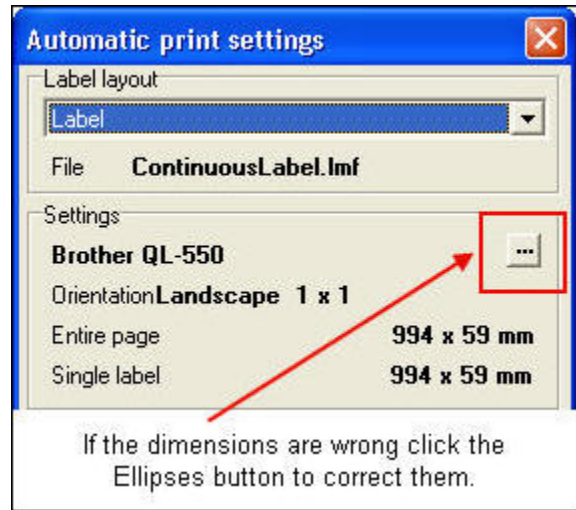 Automatic print settings
Label layout
Label
File ContinuousLabel.lmf
Settings
Brother QL-550
...
OrientationLandscape 1 x 1
Entire page 994 x 59 mm
Single label 994 x 59 mm
If the dimensions are wrong click the
Ellipses button to correct them.